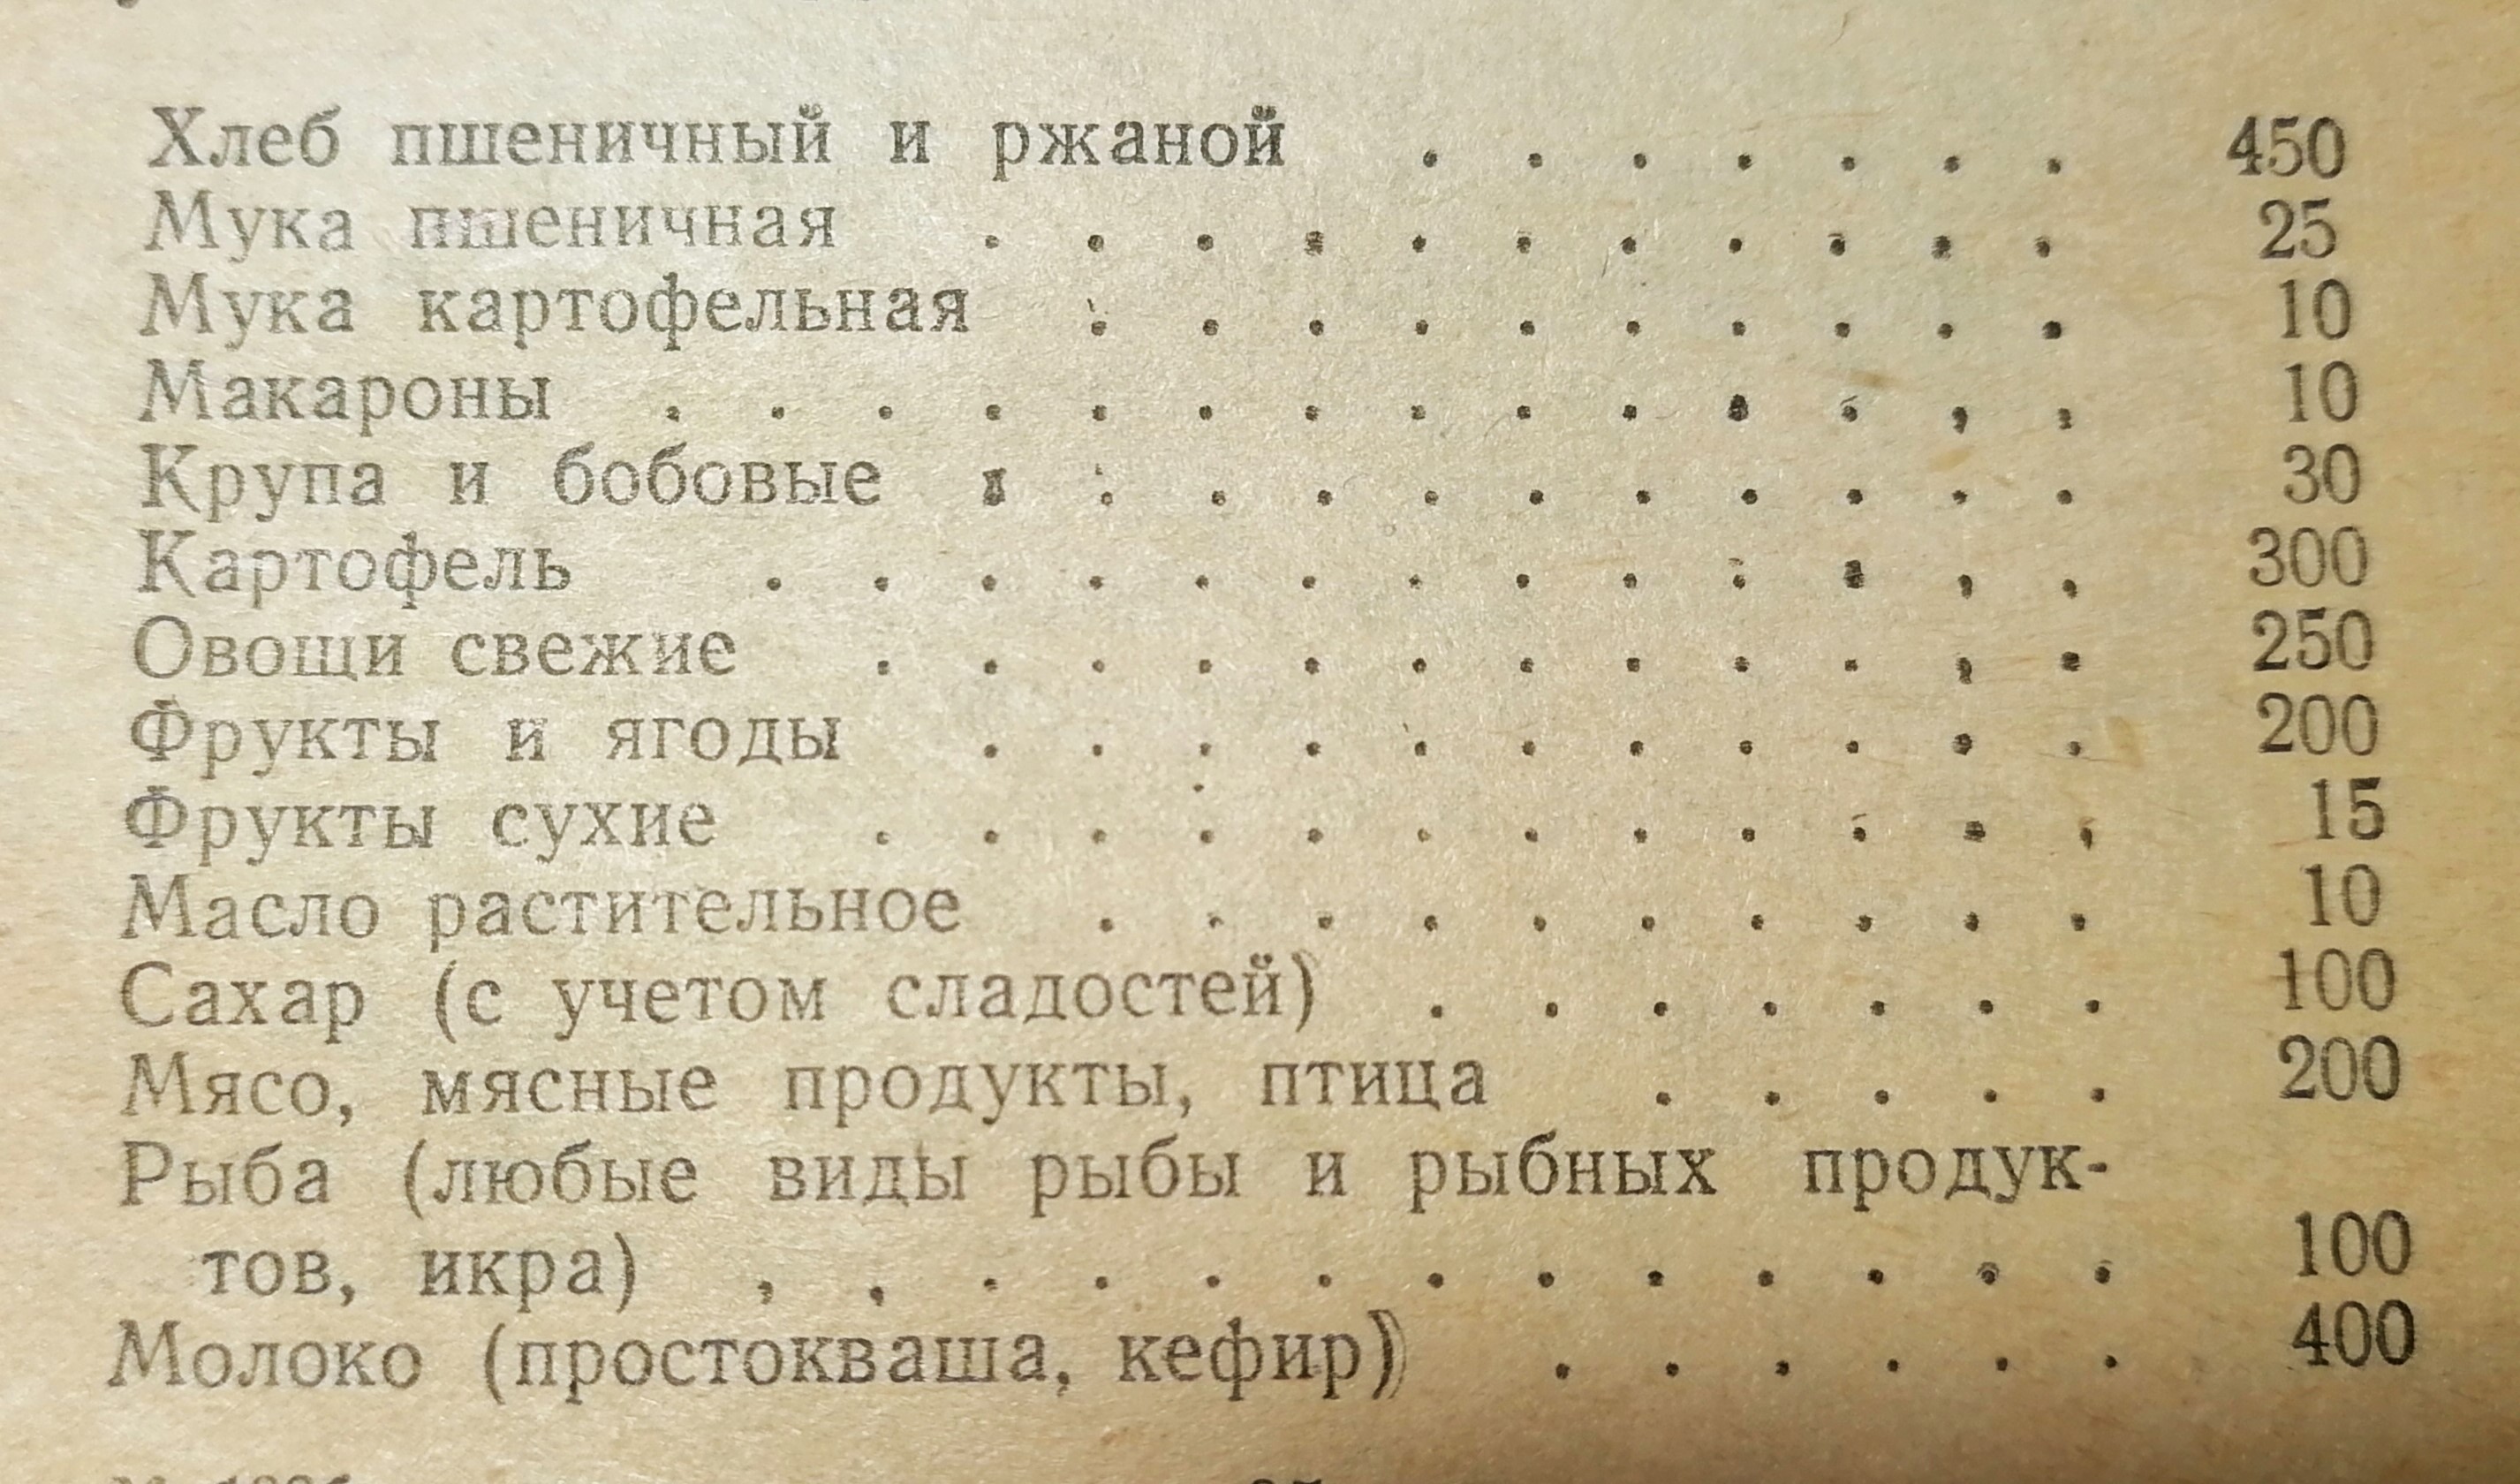 Хлеб пшеничный и ржаной . . . . . . . 450
Мука пшеничная . . . . . . . . . . . 25
Мука картофельная . . . . . . . . . . 10
Макароны . . . . . . . . . . . . . . 10
Крупа и бобовые . . . . . . . . . . . 30
Картофель . . . . . . . . . . . . . 300
Овощи свежие . . . . . . . . . . . . 250
Фрукты и ягоды . . . . . . . . . . . 200
Фрукты сухие . . . . . . . . . . . . 15
Масло растительное . . . . . . . . . . 10
Сахар (с учетом сладостей) . . . . . . . 100
Мясо, мясные продукты, птица . . . . . 200
Рыба (любые виды рыбы и рыбных продук-
тов, икра) , , . . . . . . . . . . . 100
Молоко (простокваша, кефир) . . . . . . 400